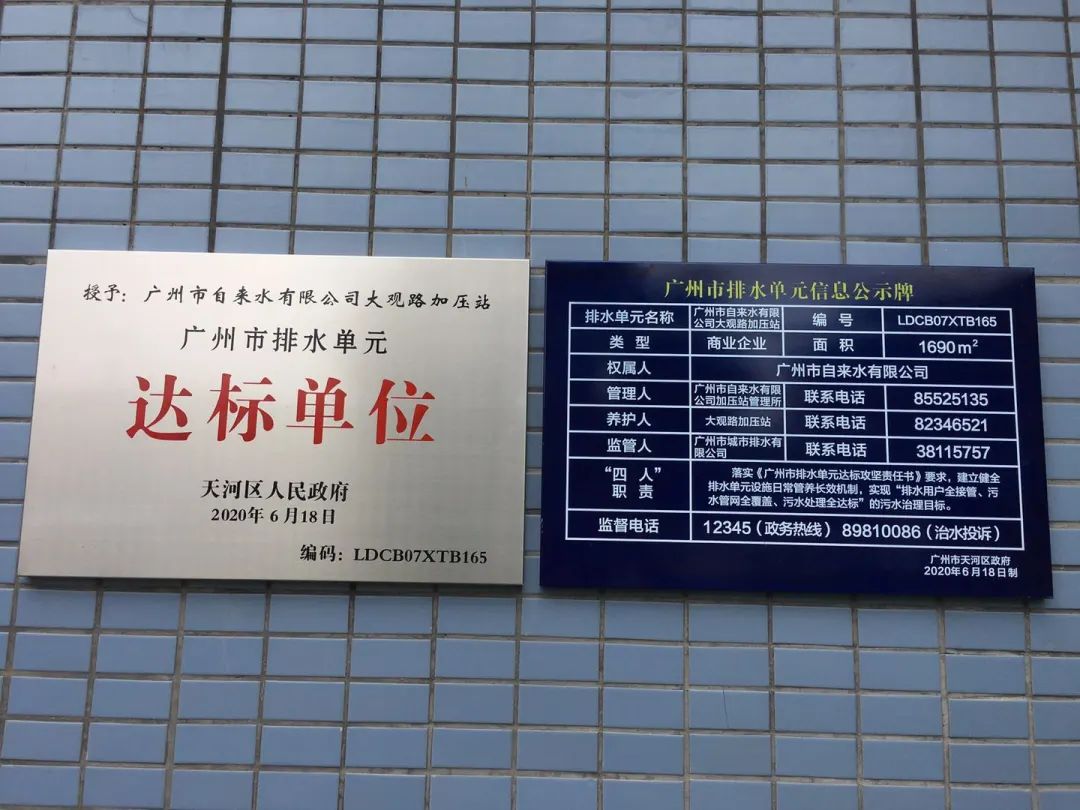 授予：广州市自来水有限公司大观路加压站
广州市排水单元
达标单位
天河区人民政府
2020年6月18日
编码：LDCB07XTB165
广州市排水单元信息公示牌
排水单元名称 广州市自来水有限公司大观路加压站 编号 LDCB07XTB165
类型 商业企业 面积 1690m²
权属人 广州市自来水有限公司
管理人 广州市自来水有限公司加压站管理所 联系电话 85525135
养护人 大观路加压站 联系电话 82346521
监管人 广州市城市排水有限公司 联系电话 38115757
“四人”职责 落实《广州市排水单元达标攻坚责任书》要求，建立健全
排水单元设施日常管养长效机制，实现“排水用户全接管、污
水管网全覆盖、污水处理全达标”的污水治理目标。
监督电话 12345（政务热线） 89810086（治水投诉）
广州市天河区政府
2020年6月18日制